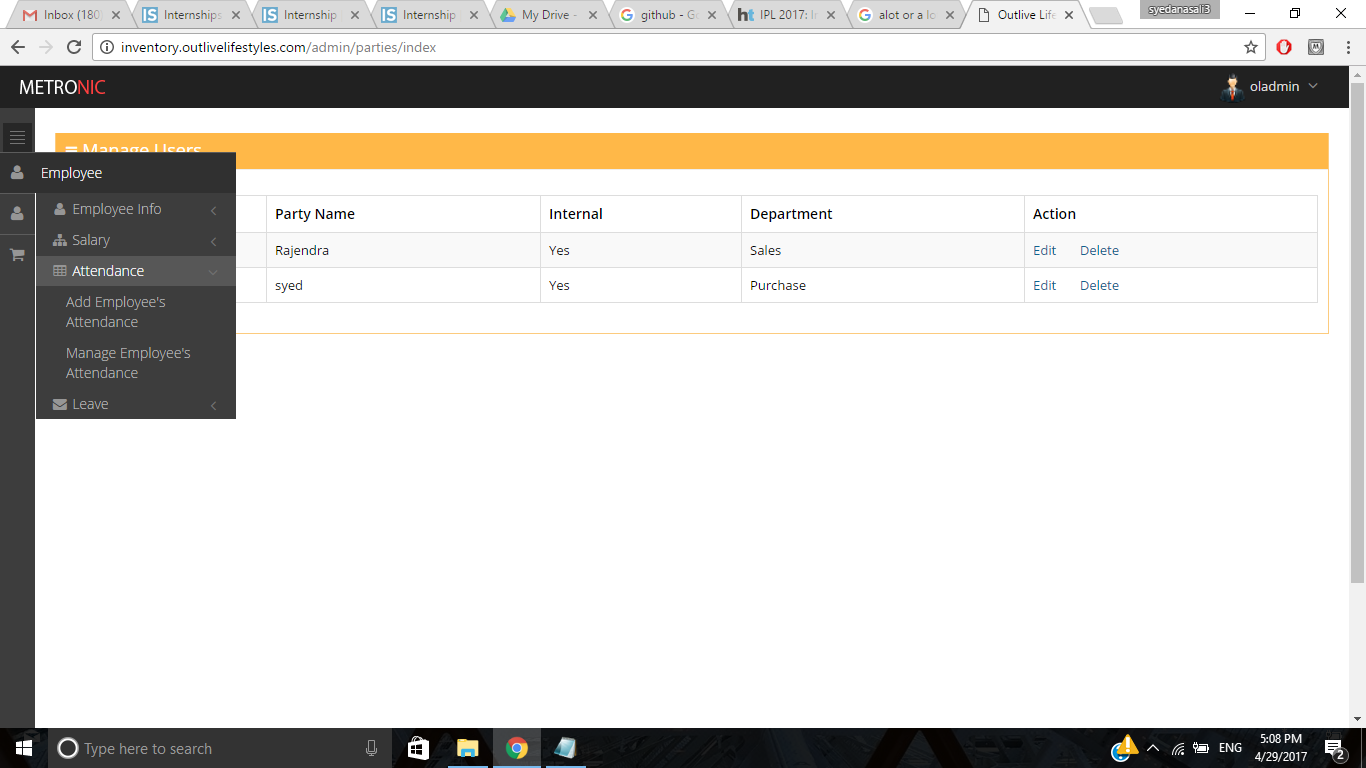 syedanasali3
Inbox (180) Internships Internship Internship My Drive - github - Go IPL 2017: I alot or a lo Outlive Life
inventory.outlivelifestyles.com/admin/parties/index
METRONIC oladmin
Manage Users
Employee
Employee Info
Salary
Attendance
Add Employee's
Attendance
Manage Employee's
Attendance
Leave
Party Name Internal Department Action
Rajendra Yes Sales Edit Delete
syed Yes Purchase Edit Delete
Type here to search ENG 5:08 PM
4/29/2017 2